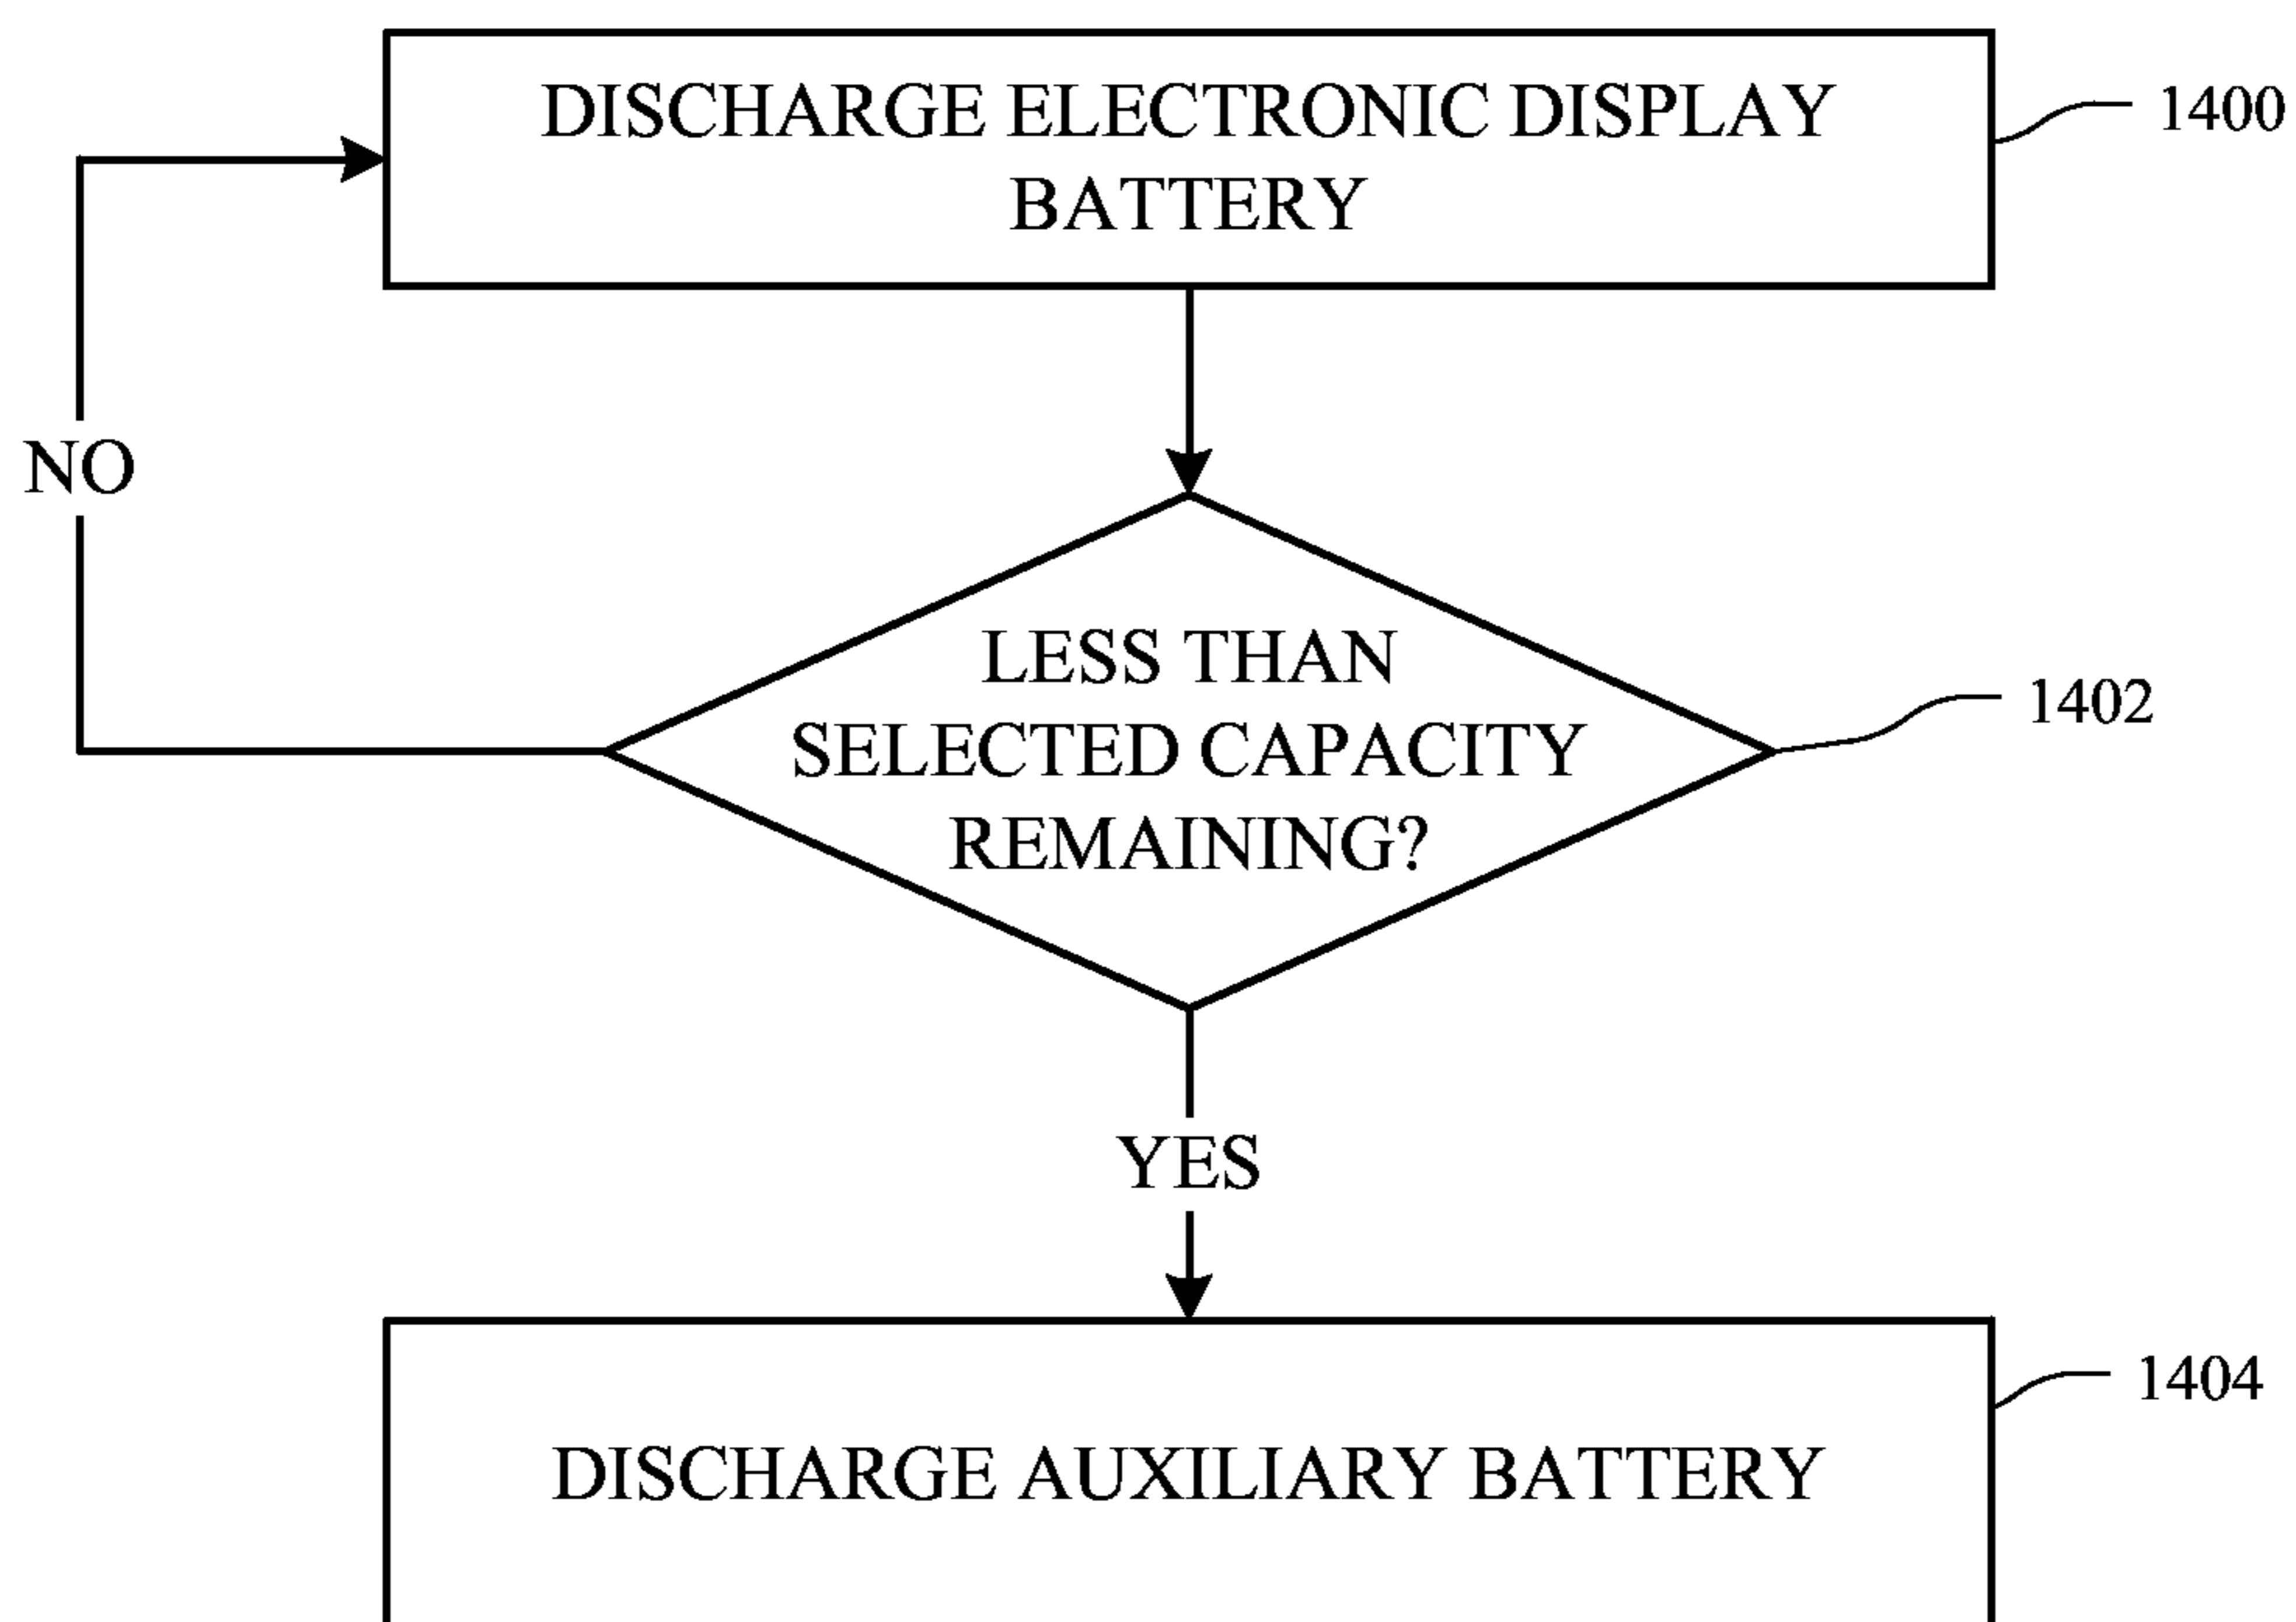 DISCHARGE ELECTRONIC DISPLAY
BATTERY
1400
NO
LESS THAN
SELECTED CAPACITY
REMAINING?
1402
YES
1404
DISCHARGE AUXILIARY BATTERY